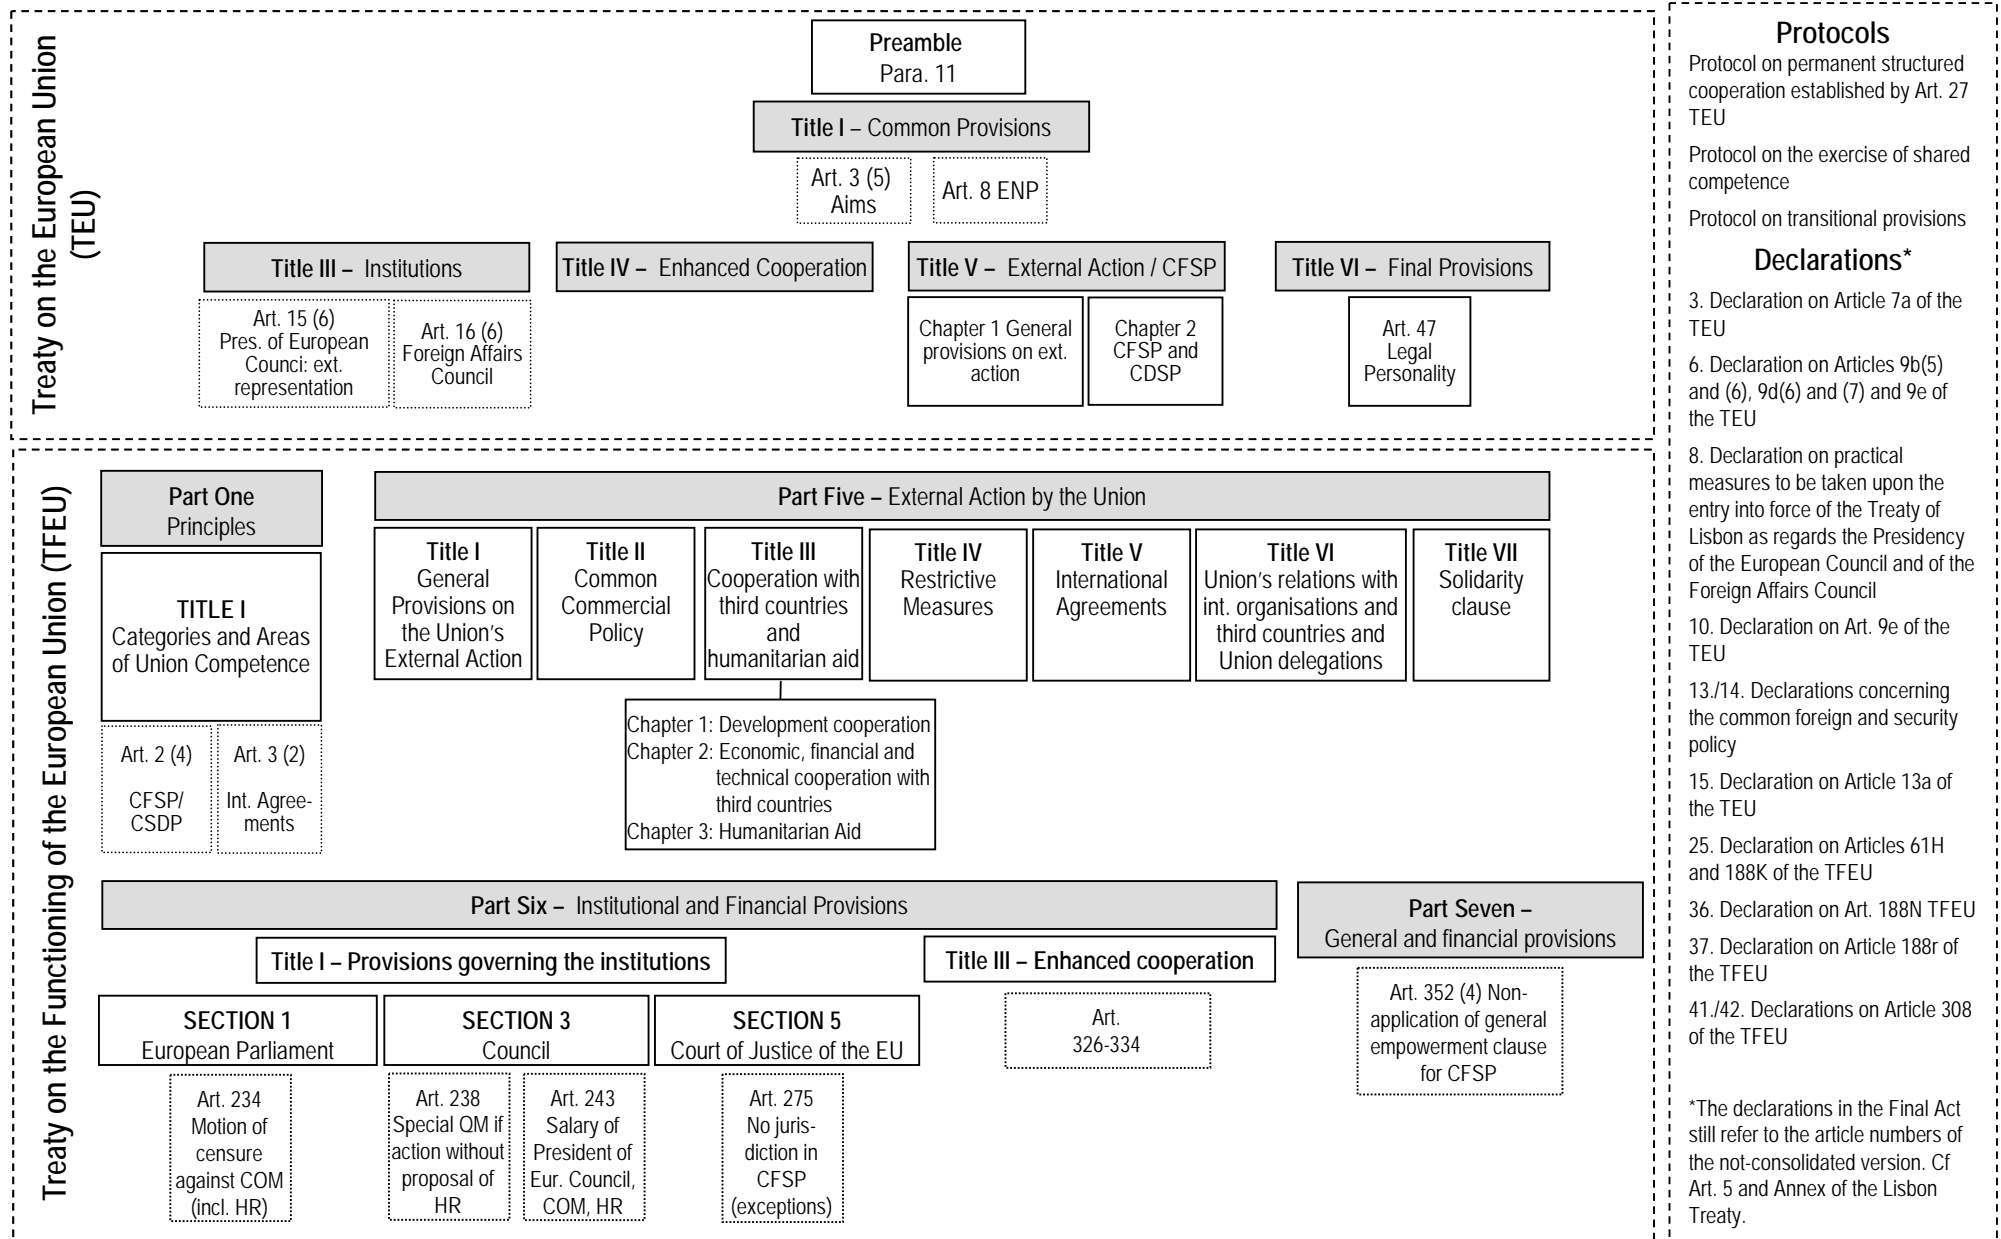 Treaty on the European Union
(TEU)
Preamble
Para. 11
Title I – Common Provisions
Art. 3 (5)
Aims
Art. 8 ENP
Title III – Institutions
Art. 15 (6)
Pres. of European
Counci: ext.
representation
Art. 16 (6)
Foreign Affairs
Council
Title IV – Enhanced Cooperation
Title V – External Action / CFSP
Chapter 1 General
provisions on ext.
action
Chapter 2
CFSP and
CDSP
Title VI – Final Provisions
Art. 47
Legal
Personality
Treaty on the Functioning of the European Union (TFEU)
Part One
Principles
TITLE I
Categories and Areas
of Union Competence
Art. 2 (4)
CFSP/
CSDP
Art. 3 (2)
Int. Agree-
ments
Part Five – External Action by the Union
Title I
General
Provisions on
the Union's
External Action
Title II
Common
Commercial
Policy
Title III
Cooperation with
third countries
and
humanitarian aid
Title IV
Restrictive
Measures
Title V
International
Agreements
Title VI
Union's relations with
int. organisations and
third countries and
Union delegations
Title VII
Solidarity
clause
Chapter 1: Development cooperation
Chapter 2: Economic, financial and
technical cooperation with
third countries
Chapter 3: Humanitarian Aid
Part Six – Institutional and Financial Provisions
Title I – Provisions governing the institutions
SECTION 1
European Parliament
Art. 234
Motion of
censure
against COM
(incl. HR)
SECTION 3
Council
Art. 238
Special QM if
action without
proposal of
HR
Art. 243
Salary of
President of
Eur. Council,
COM, HR
SECTION 5
Court of Justice of the EU
Art. 275
No juris-
diction in
CFSP
(exceptions)
Title III – Enhanced cooperation
Art.
326-334
Part Seven –
General and financial provisions
Art. 352 (4) Non-
application of general
empowerment clause
for CFSP
Protocols
Protocol on permanent structured
cooperation established by Art. 27
TEU
Protocol on the exercise of shared
competence
Protocol on transitional provisions
Declarations*
3. Declaration on Article 7a of the
TEU
6. Declaration on Articles 9b(5)
and (6), 9d(6) and (7) and 9e of
the TEU
8. Declaration on practical
measures to be taken upon the
entry into force of the Treaty of
Lisbon as regards the Presidency
of the European Council and of the
Foreign Affairs Council
10. Declaration on Art. 9e of the
TEU
13./14. Declarations concerning
the common foreign and security
policy
15. Declaration on Article 13a of
the TEU
25. Declaration on Articles 61H
and 188K of the TFEU
36. Declaration on Art. 188N TFEU
37. Declaration on Article 188r of
the TFEU
41./42. Declarations on Article 308
of the TFEU
*The declarations in the Final Act
still refer to the article numbers of
the not-consolidated version. Cf
Art. 5 and Annex of the Lisbon
Treaty.